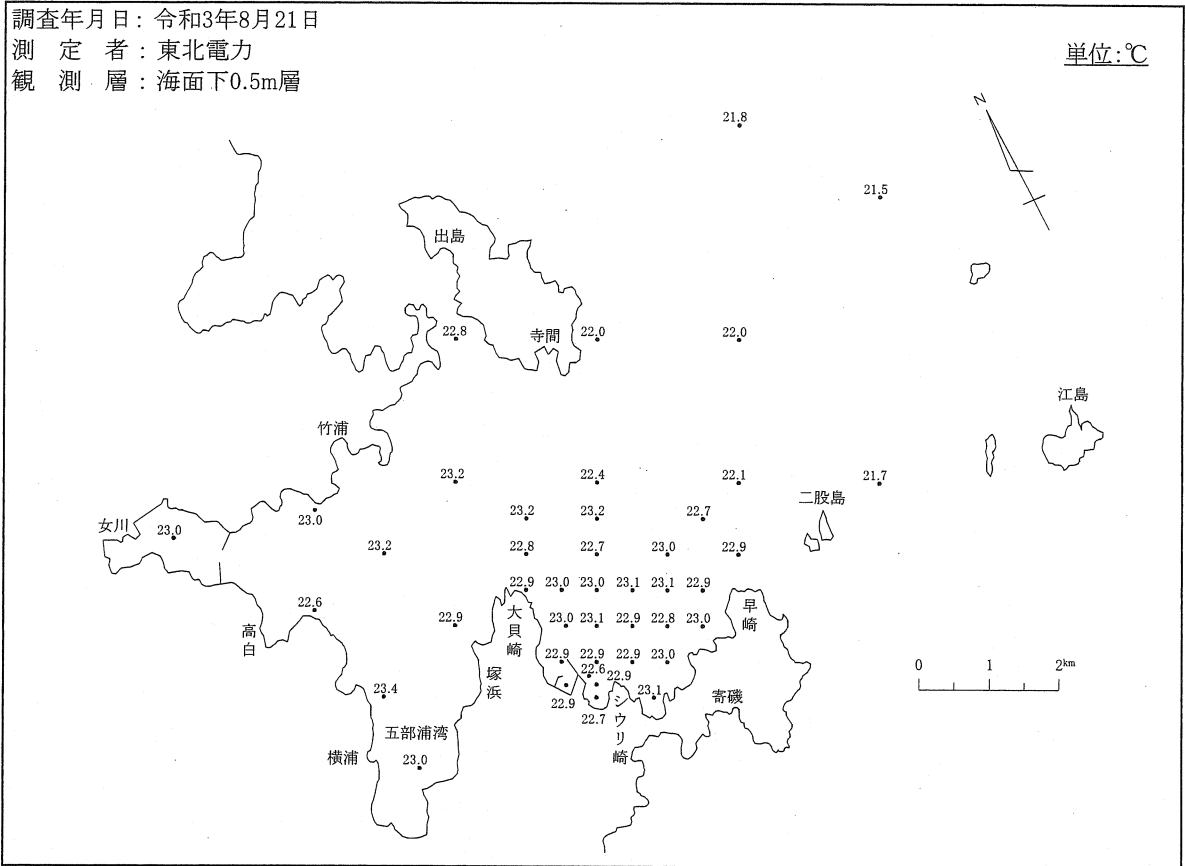 調査年月日：令和3年8月21日
測定者：東北電力
観測層：海面下0.5m層
単位:℃
N
21.8
21.5
出島
22.8
寺間
22.0
22.0
江島
竹浦
23.2
22.4
22.1
21.7
二股島
女川
23.0
23.0
23.2
23.2
22.7
23.2
22.8
22.7
23.0
22.9
22.9
23.0
23.0
23.1
23.1
22.9
22.6
高白
22.9
大貝崎
23.0
23.1
22.9
22.8
23.0
早崎
22.9
22.9
22.9
23.0
塚浜
22.6
22.9
22.9
22.7
シウリ崎
23.1
寄磯
0 1 2km
23.4
五部浦湾
横浦
23.0